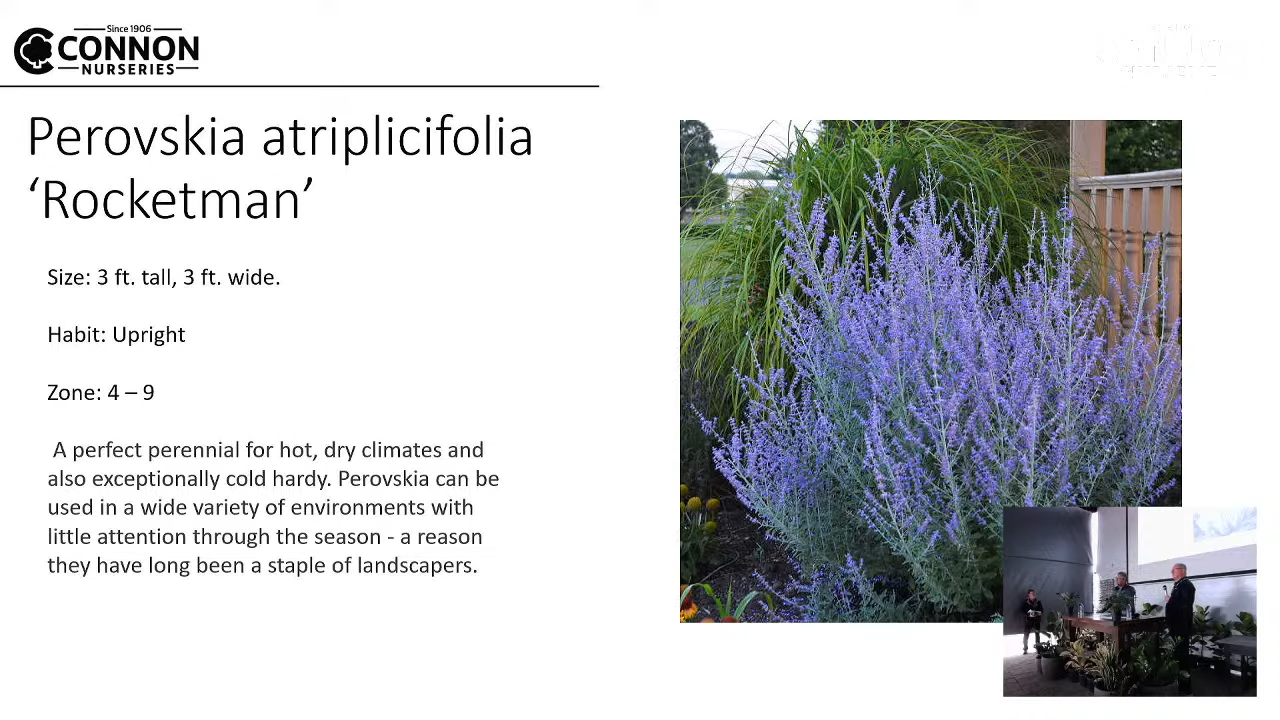 Since 1906
CONNON
NURSERIES
Perovskia atriplicifolia
‘Rocketman’
Size: 3 ft. tall, 3 ft. wide.
Habit: Upright
Zone: 4 – 9
A perfect perennial for hot, dry climates and
also exceptionally cold hardy. Perovskia can be
used in a wide variety of environments with
little attention through the season - a reason
they have long been a staple of landscapers.